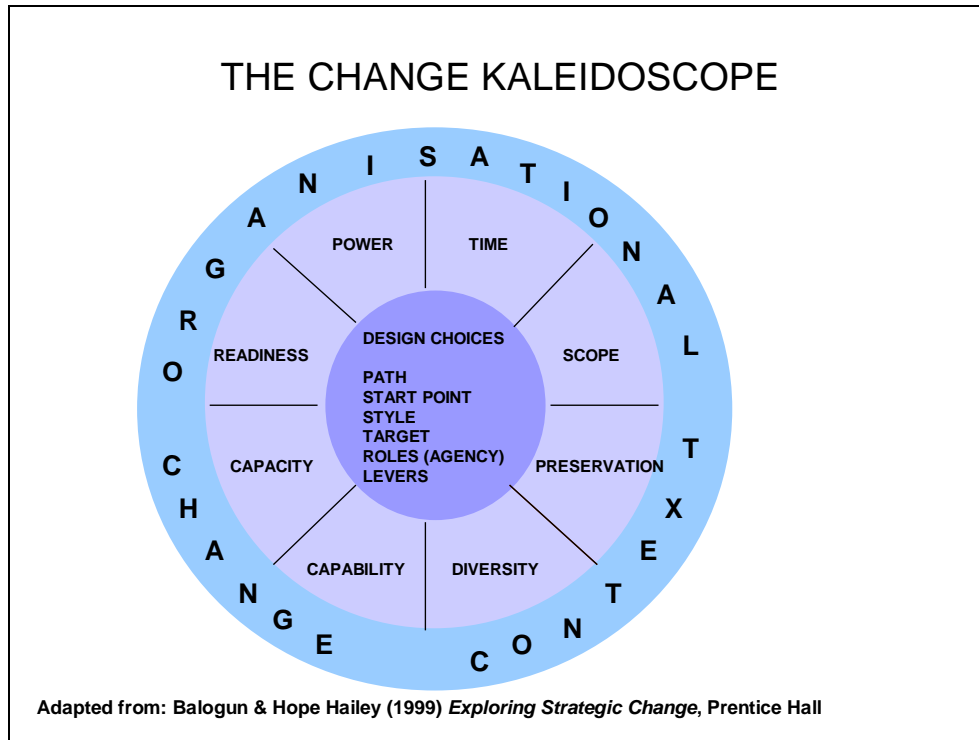 THE CHANGE KALEIDOSCOPE
ORGANISATIONAL
CHANGE
CONTEXT
POWER
TIME
READINESS
SCOPE
CAPACITY
PRESERVATION
CAPABILITY
DIVERSITY
DESIGN CHOICES
PATH
START POINT
STYLE
TARGET
ROLES (AGENCY)
LEVERS
Adapted from: Balogun & Hope Hailey (1999) Exploring Strategic Change, Prentice Hall